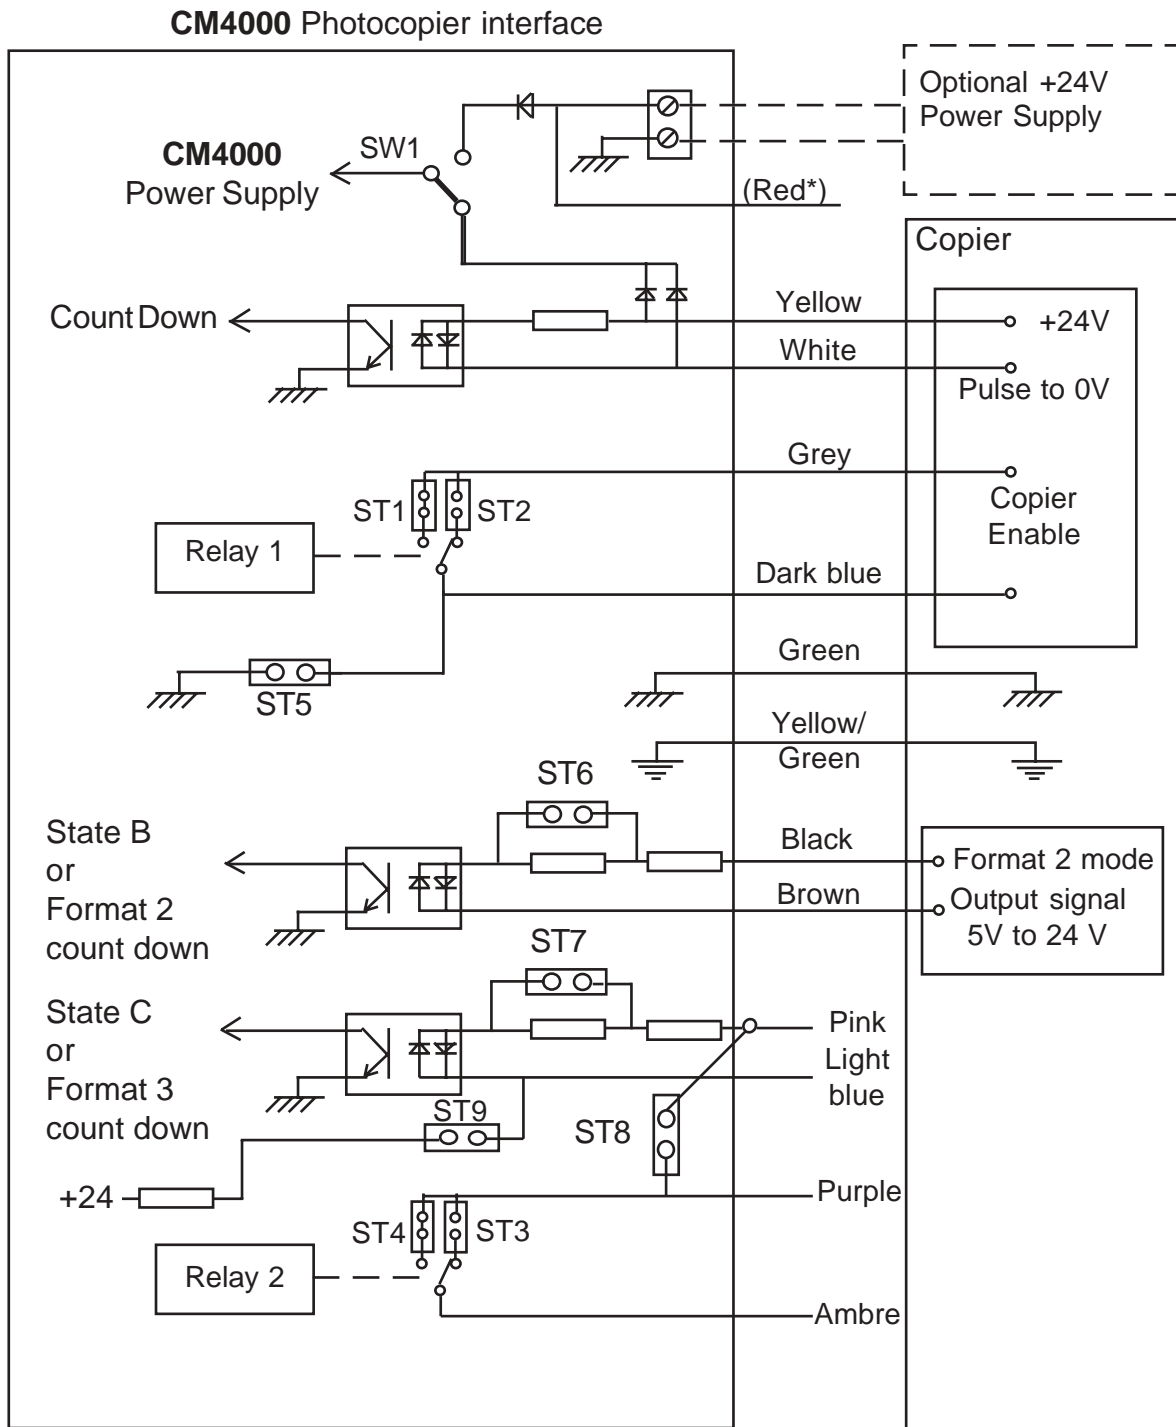 CM4000 Photocopier interface
Optional +24V
Power Supply
CM4000
Power Supply
SW1
(Red*)
Copier
Count Down
Yellow
+24V
White
Pulse to 0V
Grey
ST1
ST2
Copier
Enable
Relay 1
Dark blue
Green
ST5
Yellow/
Green
ST6
State B
or
Format 2
count down
Black
Format 2 mode
Brown
Output signal
5V to 24 V
ST7
State C
or
Format 3
count down
Pink
Light
blue
ST9
ST8
+24
Purple
ST4
ST3
Relay 2
Ambre